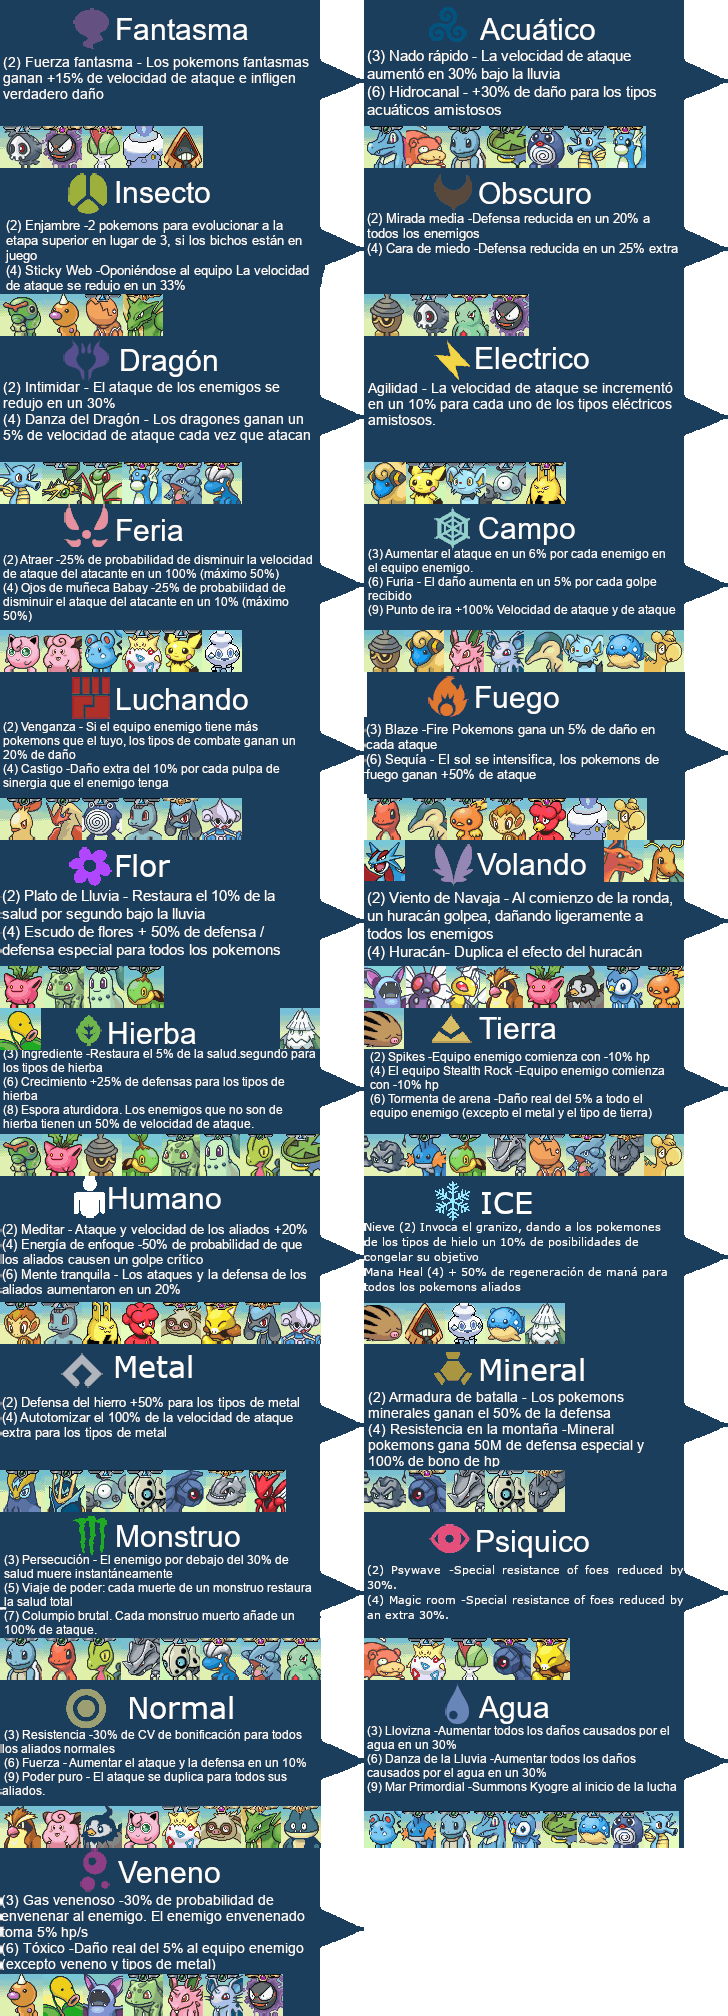 Fantasma
(2) Fuerza fantasma - Los pokemons fantasmas
ganan +15% de velocidad de ataque e infligen
verdadero daño
Acuático
(3) Nado rápido - La velocidad de ataque
aumentó en 30% bajo la lluvia
(6) Hidrocanal - +30% de daño para los tipos
acuáticos amistosos
Insecto
(2) Enjambre -2 pokemons para evolucionar a la
etapa superior en lugar de 3, si los bichos están en
juego
(4) Sticky Web -Oponiéndose al equipo La velocidad
de ataque se redujo en un 33%
Obscuro
(2) Mirada media -Defensa reducida en un 20% a
todos los enemigos
(4) Cara de miedo -Defensa reducida en un 25% extra
Dragón
(2) Intimidar - El ataque de los enemigos se
redujo en un 30%
(4) Danza del Dragón - Los dragones ganan un
5% de velocidad de ataque cada vez que atacan
Electrico
Agilidad - La velocidad de ataque se incrementó
en un 10% para cada uno de los tipos eléctricos
amistosos.
Feria
(2) Atraer -25% de probabilidad de disminuir la velocidad
de ataque del atacante en un 100% (máximo 50%)
(4) Ojos de muñeca Babay -25% de probabilidad de
disminuir el ataque del atacante en un 10% (máximo
50%)
Campo
(3) Aumentar el ataque en un 6% por cada enemigo en
el equipo enemigo.
(6) Furia - El daño aumenta en un 5% por cada golpe
recibido
(9) Punto de ira +100% Velocidad de ataque y de ataque
Luchando
(2) Venganza - Si el equipo enemigo tiene más
pokemons que el tuyo, los tipos de combate ganan un
20% de daño
(4) Castigo -Daño extra del 10% por cada pulpa de
sinergia que el enemigo tenga
Fuego
(3) Blaze -Fire Pokemons gana un 5% de daño en
cada ataque
(6) Sequía - El sol se intensifica, los pokemons de
fuego ganan +50% de ataque
Flor
(2) Plato de Lluvia - Restaura el 10% de la
salud por segundo bajo la lluvia
(4) Escudo de flores + 50% de defensa /
defensa especial para todos los pokemons
Volando
(2) Viento de Navaja - Al comienzo de la ronda,
un huracán golpea, dañando ligeramente a
todos los enemigos
(4) Huracán- Duplica el efecto del huracán
Hierba
(3) Ingrediente -Restaura el 5% de la salud.segundo para
los tipos de hierba
(6) Crecimiento +25% de defensas para los tipos de
hierba
(8) Espora aturdidora. Los enemigos que no son de
hierba tienen un 50% de velocidad de ataque.
Tierra
(2) Spikes -Equipo enemigo comienza con -10% hp
(4) El equipo Stealth Rock -Equipo enemigo comienza
con -10% hp
(6) Tormenta de arena -Daño real del 5% a todo el
equipo enemigo (excepto el metal y el tipo de tierra)
Humano
(2) Meditar - Ataque y velocidad de los aliados +20%
(4) Energía de enfoque -50% de probabilidad de que
los aliados causen un golpe crítico
(6) Mente tranquila - Los ataques y la defensa de los
aliados aumentaron en un 20%
ICE
Nieve (2) Invoca el granizo, dando a los pokemones
de los tipos de hielo un 10% de posibilidades de
congelar su objetivo
Mana Heal (4) + 50% de regeneración de maná para
todos los pokemons aliados
Metal
(2) Defensa del hierro +50% para los tipos de metal
(4) Autotomizar el 100% de la velocidad de ataque
extra para los tipos de metal
Mineral
(2) Armadura de batalla - Los pokemons
minerales ganan el 50% de la defensa
(4) Resistencia en la montaña -Mineral
pokemons gana 50M de defensa especial y
100% de bono de hp
Monstruo
(3) Persecución - El enemigo por debajo del 30% de
salud muere instantáneamente
(5) Viaje de poder: cada muerte de un monstruo restaura
la salud total
(7) Columpio brutal. Cada monstruo muerto añade un
100% de ataque.
Psiquico
(2) Psywave -Special resistance of foes reduced by
30%.
(4) Magic room -Special resistance of foes reduced by
an extra 30%.
Normal
(3) Resistencia -30% de CV de bonificación para todos
los aliados normales
(6) Fuerza - Aumentar el ataque y la defensa en un 10%
(9) Poder puro - El ataque se duplica para todos sus
aliados.
Agua
(3) Llovizna -Aumentar todos los daños causados por el
agua en un 30%
(6) Danza de la Lluvia -Aumentar todos los daños
causados por el agua en un 30%
(9) Mar Primordial -Summons Kyogre al inicio de la lucha
Veneno
(3) Gas venenoso -30% de probabilidad de
envenenar al enemigo. El enemigo envenenado
toma 5% hp/s
(6) Tóxico -Daño real del 5% al equipo enemigo
(excepto veneno y tipos de metal)